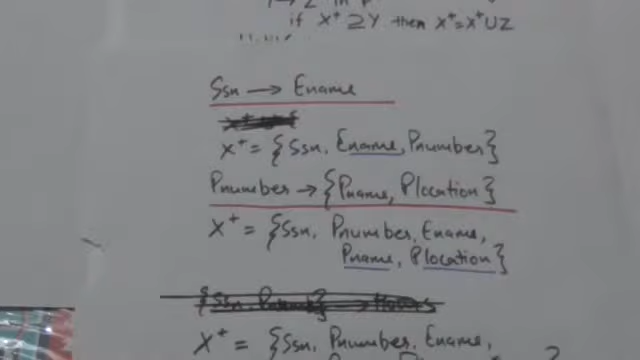 if X⁺ ⊇ Y then X⁺ = X⁺ U Z
Ssn → Ename
X⁺ = {Ssn, Ename, Pnumber}
Pnumber → {Pname, Plocation}
X⁺ = {Ssn, Pnumber, Ename,
Pname, Plocation}
X⁺ = {Ssn, Pnumber, Ename,